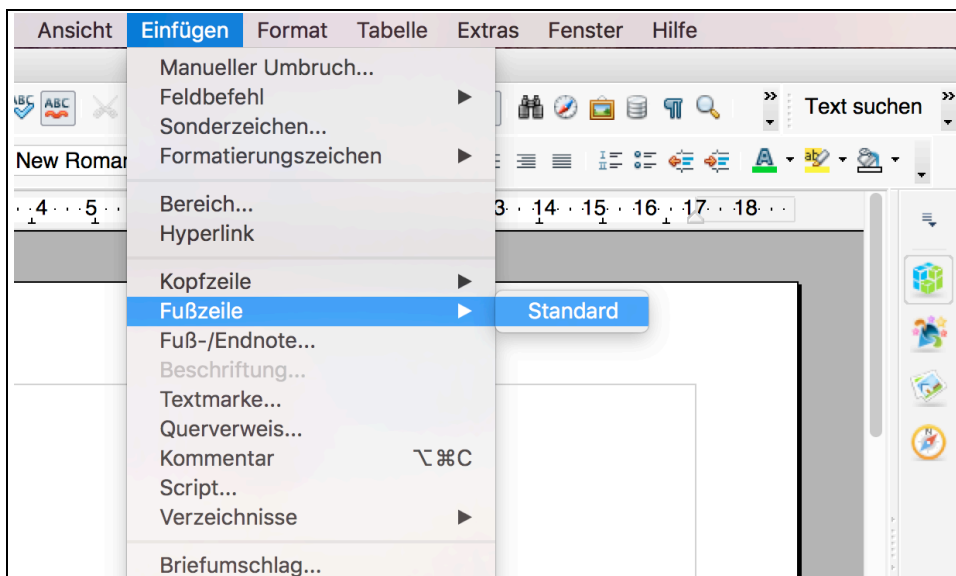 Ansicht Einfügen Format Tabelle Extras Fenster Hilfe
Manueller Umbruch...
Feldbefehl
Sonderzeichen...
Formatierungszeichen
Bereich...
Hyperlink
Kopfzeile
Fußzeile
Standard
Fuß-/Endnote...
Beschriftung...
Textmarke...
Querverweis...
Kommentar ⌥⌘C
Script...
Verzeichnisse
Briefumschlag...
ABC ABC
Text suchen
New Roman
4 5 3 14 15 16 17 18